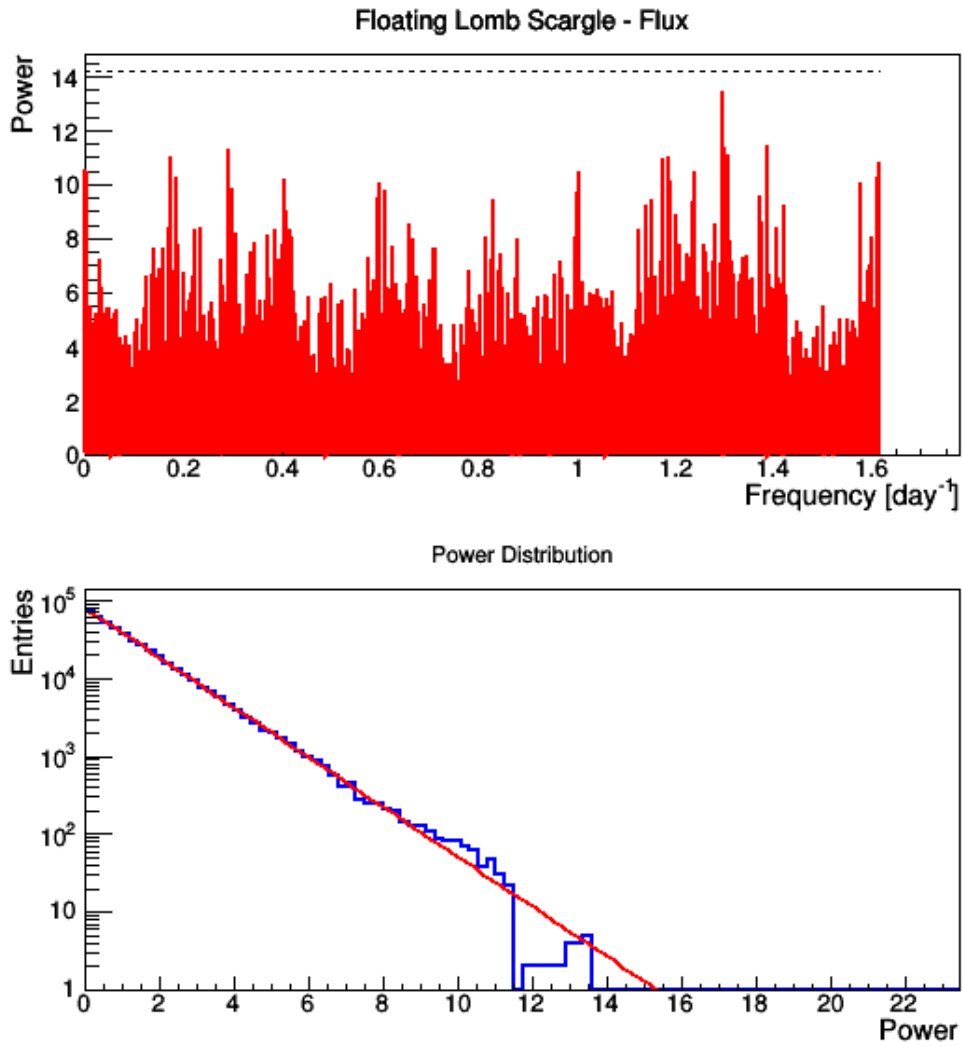 Floating Lomb Scargle - Flux
Power
14
12
10
8
6
4
2
0
0 0.2 0.4 0.6 0.8 1 1.2 1.4 1.6
Frequency [day⁻¹]
Power Distribution
Entries
10⁵
10⁴
10³
10²
10
1
0 2 4 6 8 10 12 14 16 18 20 22
Power